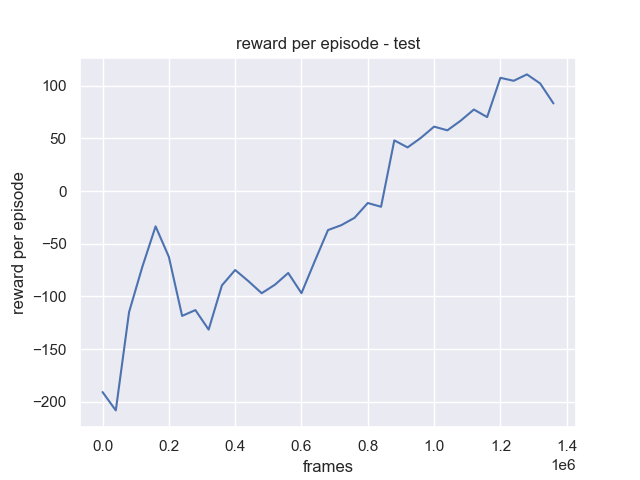 reward per episode - test
reward per episode
100
50
0
−50
−100
−150
−200
0.0 0.2 0.4 0.6 0.8 1.0 1.2 1.4
1e6
frames